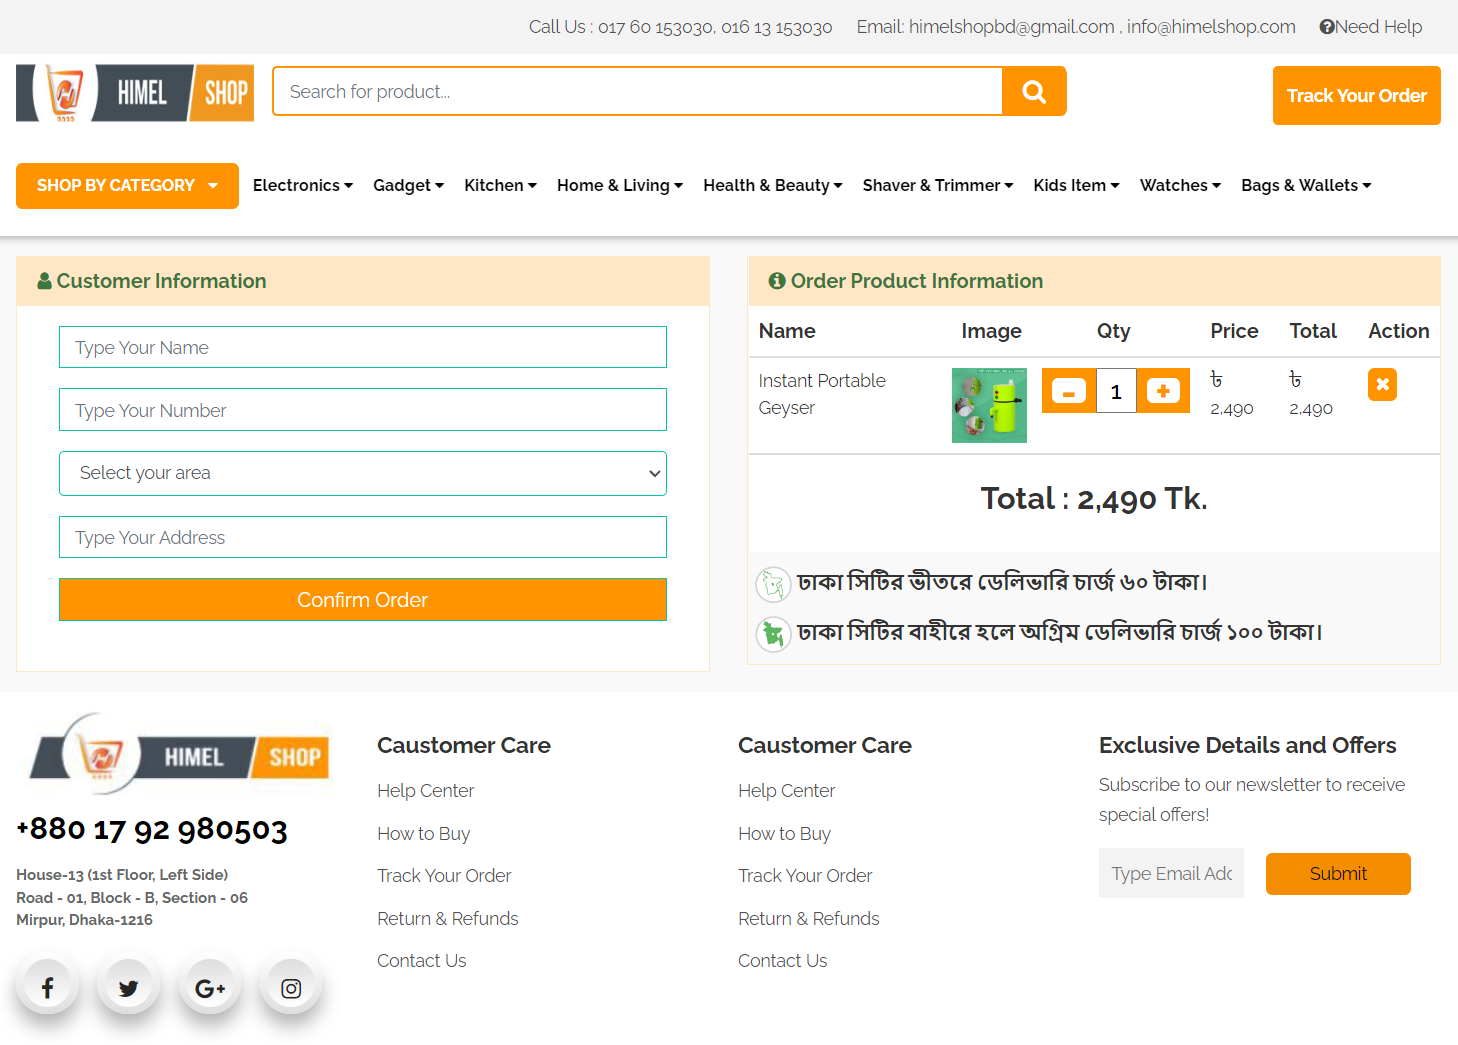 Call Us : 017 60 153030, 016 13 153030 Email: himelshopbd@gmail.com , info@himelshop.com Need Help
HIMEL SHOP
Search for product...
Track Your Order
SHOP BY CATEGORY Electronics Gadget Kitchen Home & Living Health & Beauty Shaver & Trimmer Kids Item Watches Bags & Wallets
Customer Information
Type Your Name
Type Your Number
Select your area
Type Your Address
Confirm Order
Order Product Information
Name Image Qty Price Total Action
Instant Portable 1 ৳ ৳
Geyser 2,490 2,490
Total : 2,490 Tk.
ঢাকা সিটির ভীতরে ডেলিভারি চার্জ ৬০ টাকা।
ঢাকা সিটির বাহীরে হলে অগ্রিম ডেলিভারি চার্জ ১০০ টাকা।
HIMEL SHOP
+880 17 92 980503
House-13 (1st Floor, Left Side)
Road - 01, Block - B, Section - 06
Mirpur, Dhaka-1216
Caustomer Care
Help Center
How to Buy
Track Your Order
Return & Refunds
Contact Us
Caustomer Care
Help Center
How to Buy
Track Your Order
Return & Refunds
Contact Us
Exclusive Details and Offers
Subscribe to our newsletter to receive
special offers!
Type Email Adc Submit